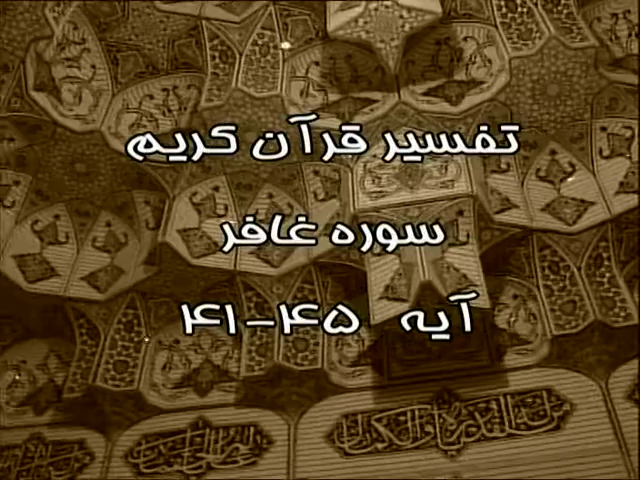 تفسیر قرآن کریم
سوره غافر
آیه ۴۵-۴۱